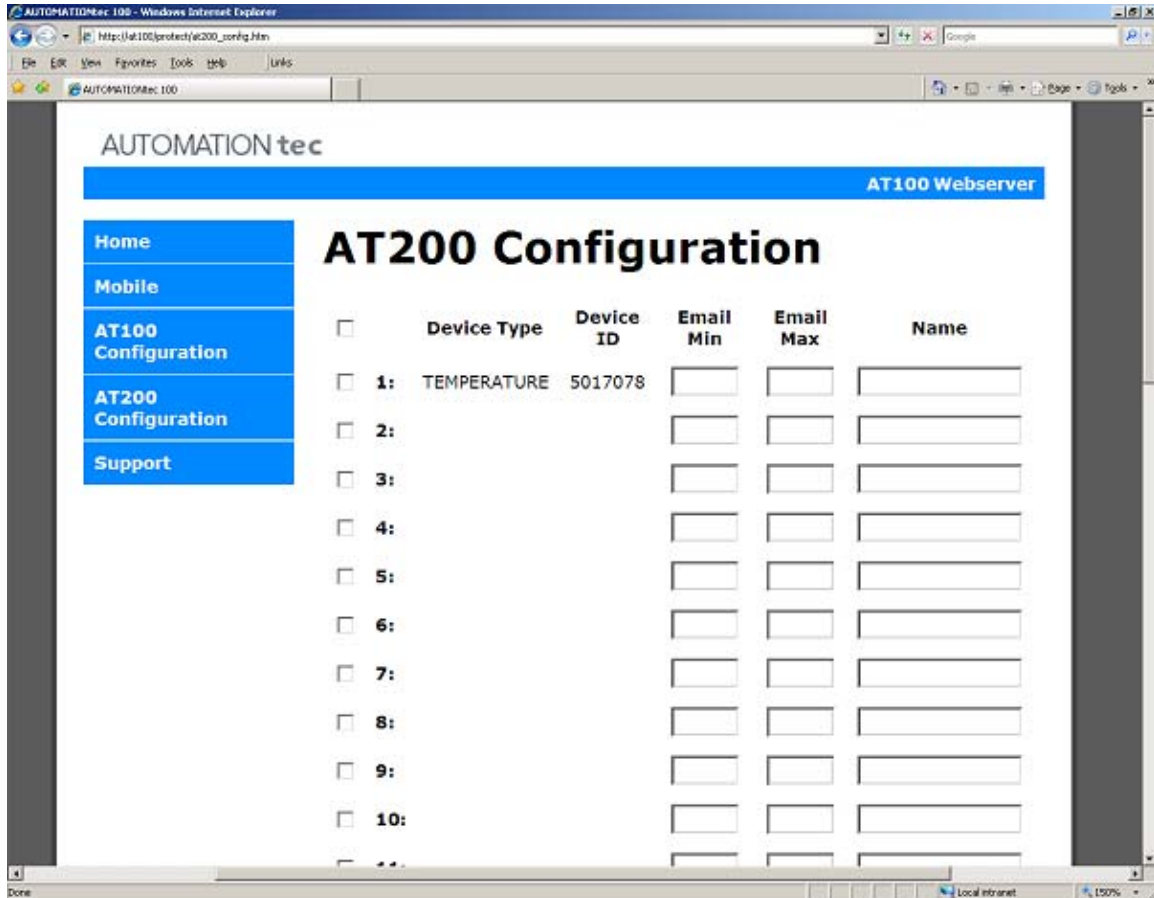 AUTOMATIONtec 100 - Windows Internet Explorer
http://at100/protect/at200_config.htm
Google
File Edit View Favorites Tools Help Links
AUTOMATIONtec 100
Page Tools
AUTOMATION tec
AT100 Webserver
Home
Mobile
AT100
Configuration
AT200
Configuration
Support
AT200 Configuration
Device Type Device ID Email Min Email Max Name
1: TEMPERATURE 5017078
2:
3:
4:
5:
6:
7:
8:
9:
10:
Done Local intranet 150%